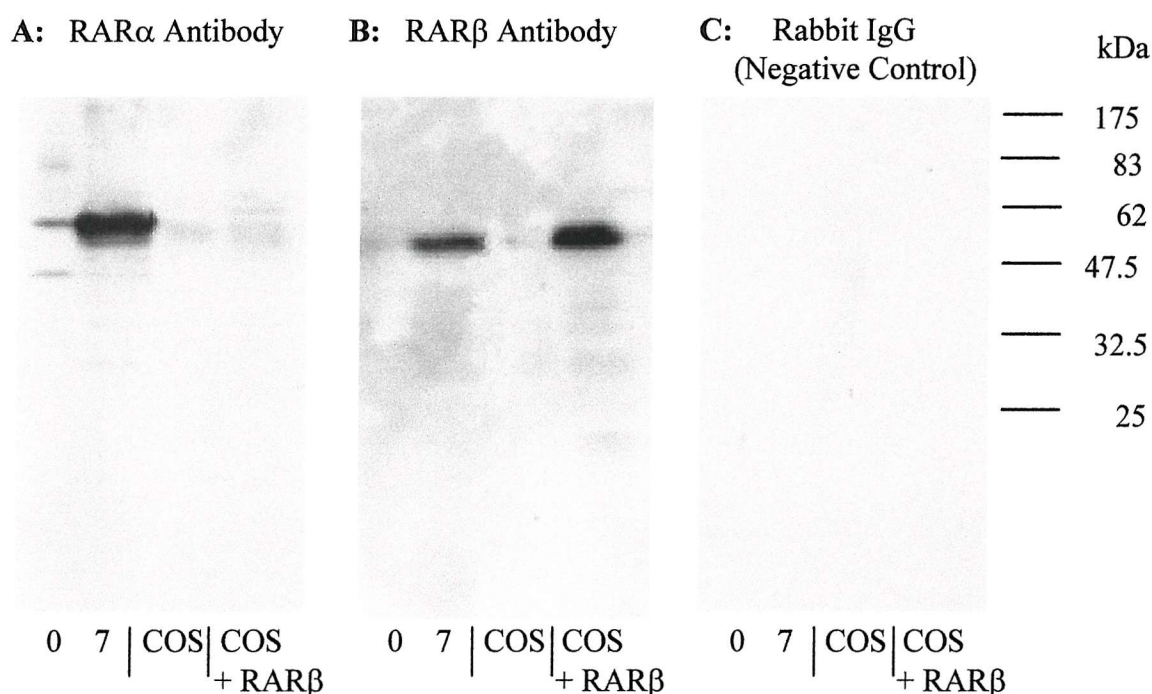 A: RARα Antibody
B: RARβ Antibody
C: Rabbit IgG
(Negative Control)
kDa
175
83
62
47.5
32.5
25
0 7 COS COS
+ RARβ
0 7 COS COS
+ RARβ
0 7 COS COS
+ RARβ